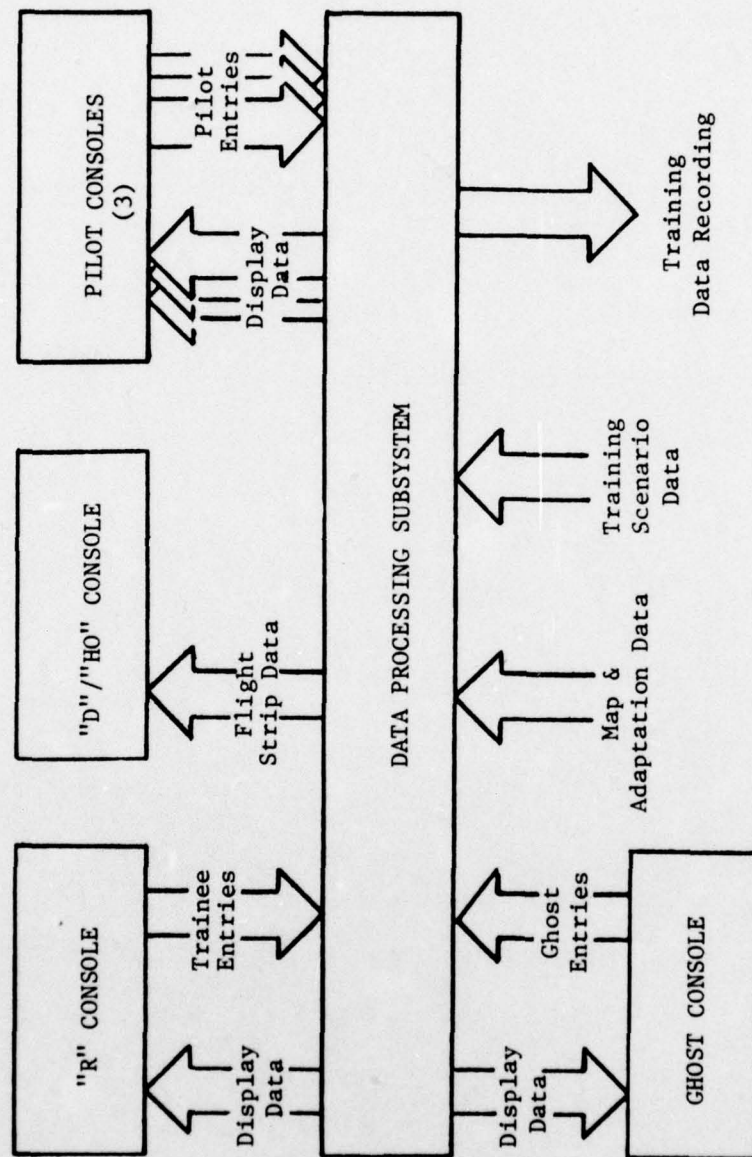 "R" CONSOLE
"D"/"HO" CONSOLE
PILOT CONSOLES
(3)
Display
Data
Trainee
Entries
Flight
Strip Data
Display
Data
Pilot
Entries
DATA PROCESSING SUBSYSTEM
Display
Data
Ghost
Entries
Map &
Adaptation Data
Training
Scenario
Data
Training
Data Recording
GHOST CONSOLE